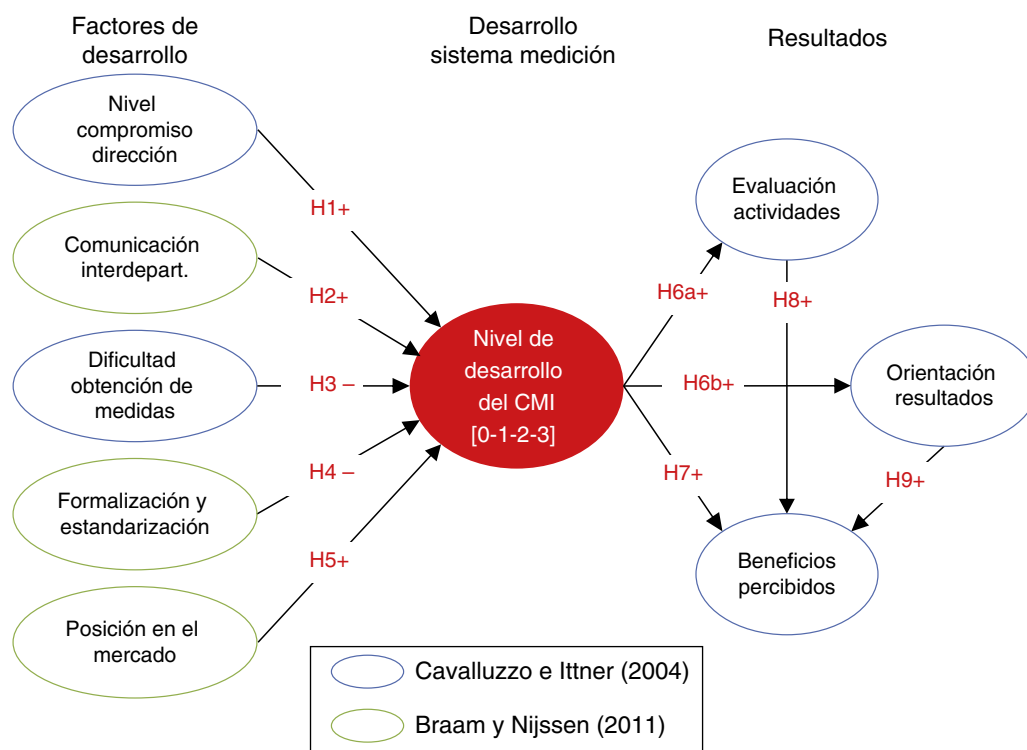 Factores de
desarrollo
Desarrollo
sistema medición
Resultados
Nivel
compromiso
dirección
Comunicación
interdepart.
Dificultad
obtención de
medidas
Formalización y
estandarización
Posición en el
mercado
H1+
H2+
H3 –
H4 –
H5+
Nivel de
desarrollo
del CMI
[0-1-2-3]
H6a+
H6b+
H7+
H8+
H9+
Evaluación
actividades
Orientación
resultados
Beneficios
percibidos
Cavalluzzo e Ittner (2004)
Braam y Nijssen (2011)